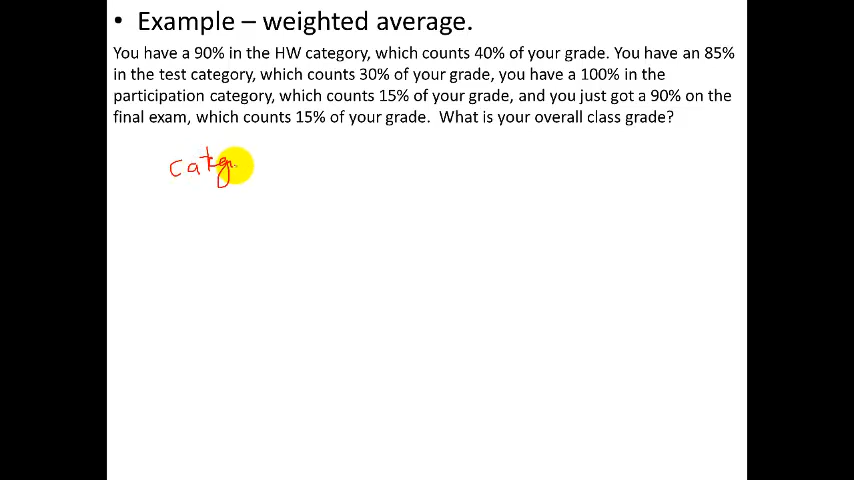 • Example – weighted average.
You have a 90% in the HW category, which counts 40% of your grade. You have an 85%
in the test category, which counts 30% of your grade, you have a 100% in the
participation category, which counts 15% of your grade, and you just got a 90% on the
final exam, which counts 15% of your grade.  What is your overall class grade?